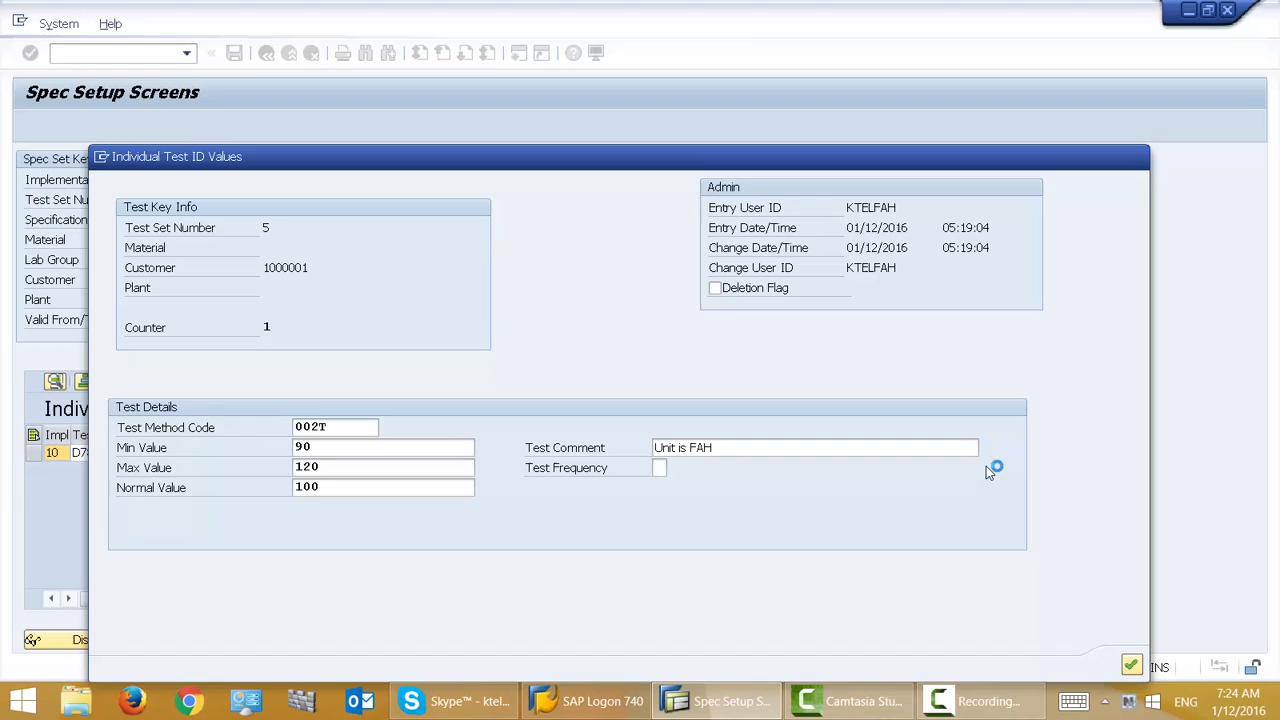 System Help
Spec Setup Screens
Spec Set Ke
Implementa
Test Set Nu
Specification
Material
Lab Group
Customer
Plant
Valid From/T
Indiv
Impl Te
10 D7
Dis
Individual Test ID Values
Test Key Info
Test Set Number 5
Material
Customer 1000001
Plant
Counter 1
Admin
Entry User ID KTELFAH
Entry Date/Time 01/12/2016 05:19:04
Change Date/Time 01/12/2016 05:19:04
Change User ID KTELFAH
Deletion Flag
Test Details
Test Method Code 002T
Min Value 90 Test Comment Unit is FAH
Max Value 120 Test Frequency
Normal Value 100
INS
Skype™ - ktel... SAP Logon 740 Spec Setup S... Camtasia Stu... Recording... ENG 7:24 AM
1/12/2016